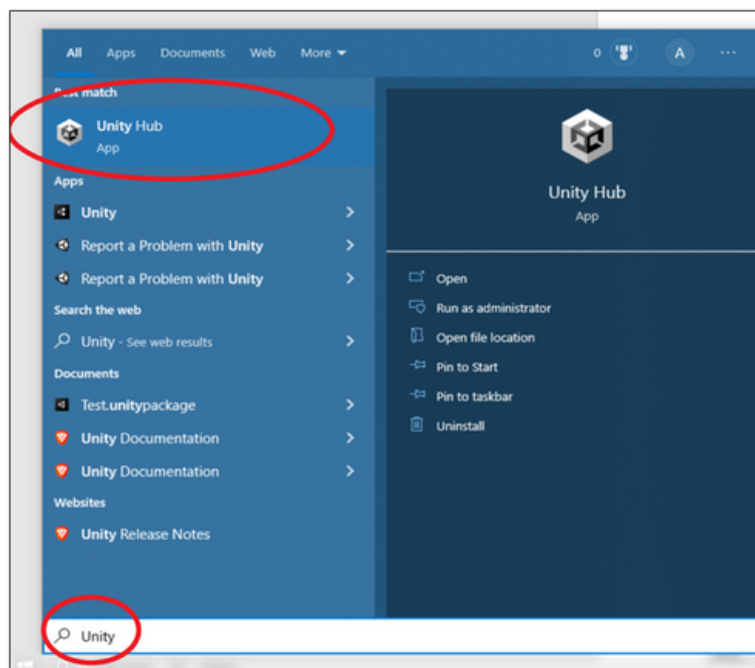 All Apps Documents Web More 0 A ...
Best match
Unity Hub
App
Apps
Unity
Report a Problem with Unity
Report a Problem with Unity
Search the web
Unity - See web results
Documents
Test.unitypackage
Unity Documentation
Unity Documentation
Websites
Unity Release Notes
Unity Hub
App
Open
Run as administrator
Open file location
Pin to Start
Pin to taskbar
Uninstall
Unity